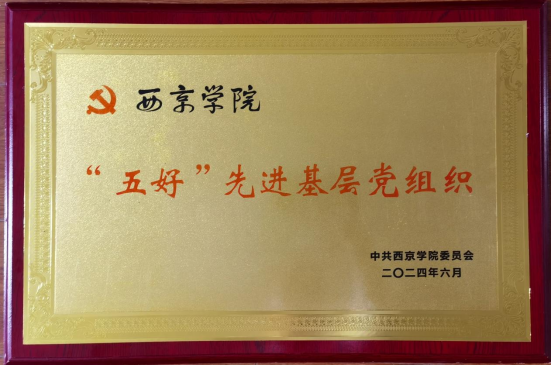 西京学院
“五好”先进基层党组织
中共西京学院委员会
二〇二四年六月